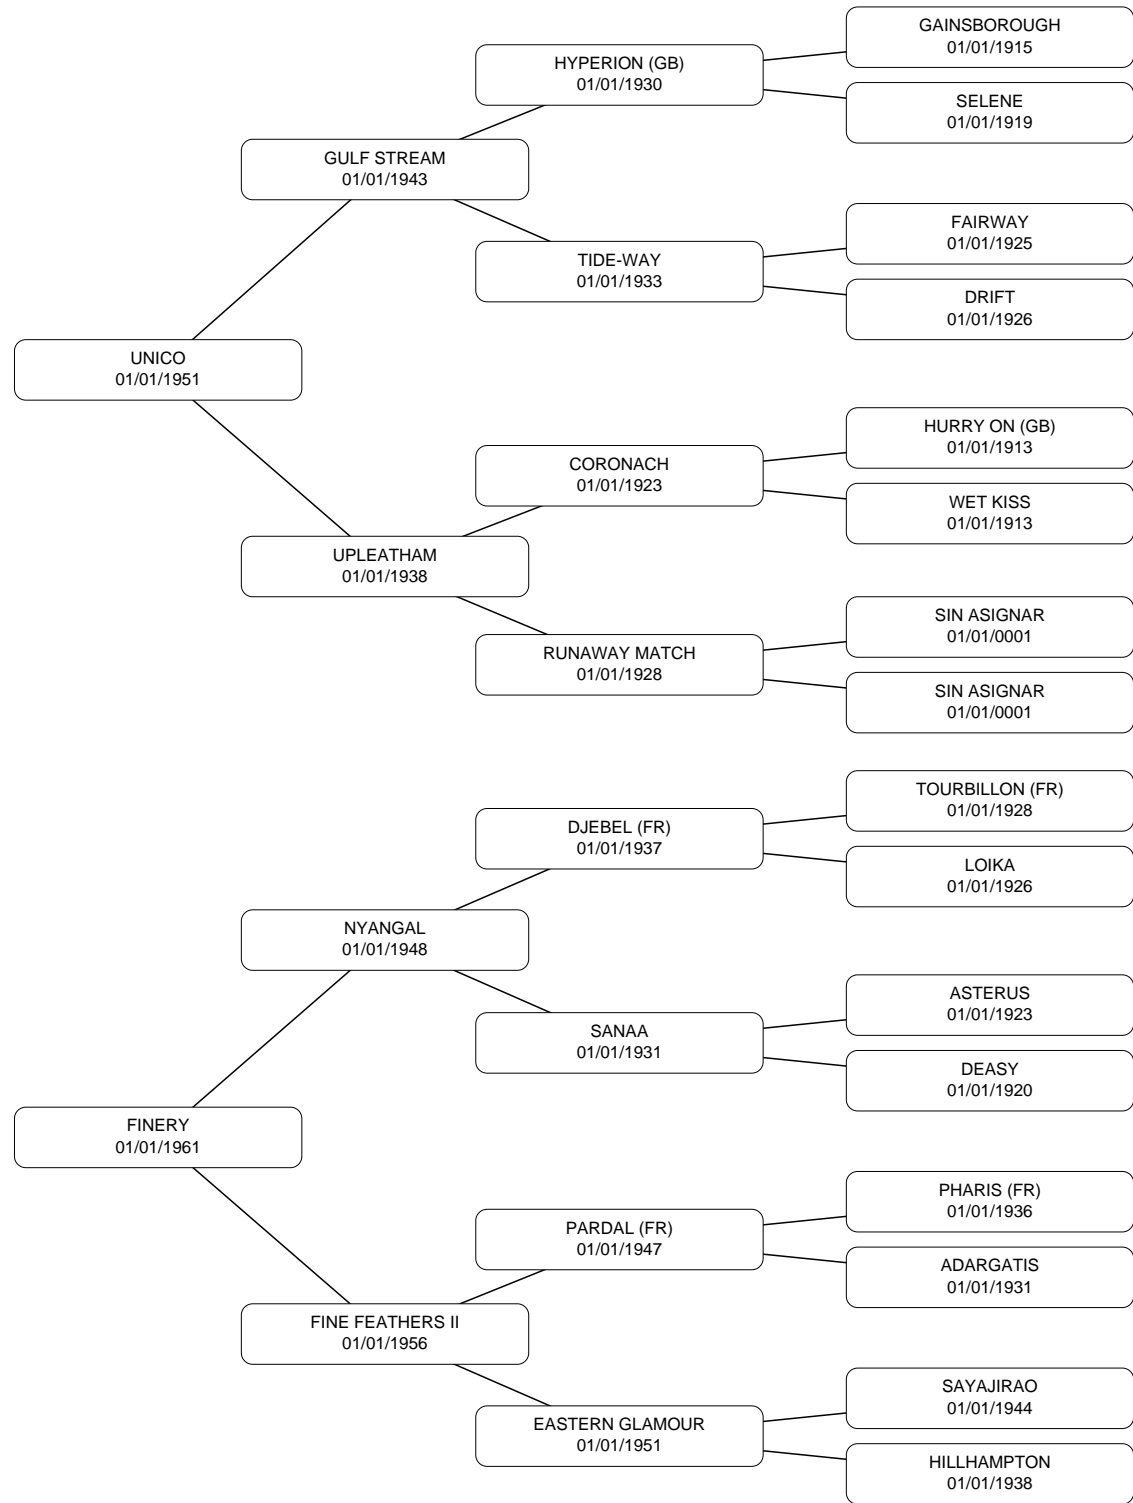 GAINSBOROUGH
01/01/1915
HYPERION (GB)
01/01/1930
SELENE
01/01/1919
GULF STREAM
01/01/1943
FAIRWAY
01/01/1925
TIDE-WAY
01/01/1933
DRIFT
01/01/1926
UNICO
01/01/1951
HURRY ON (GB)
01/01/1913
CORONACH
01/01/1923
WET KISS
01/01/1913
UPLEATHAM
01/01/1938
SIN ASIGNAR
01/01/0001
RUNAWAY MATCH
01/01/1928
SIN ASIGNAR
01/01/0001
TOURBILLON (FR)
01/01/1928
DJEBEL (FR)
01/01/1937
LOIKA
01/01/1926
NYANGAL
01/01/1948
ASTERUS
01/01/1923
SANAA
01/01/1931
DEASY
01/01/1920
FINERY
01/01/1961
PHARIS (FR)
01/01/1936
PARDAL (FR)
01/01/1947
ADARGATIS
01/01/1931
FINE FEATHERS II
01/01/1956
SAYAJIRAO
01/01/1944
EASTERN GLAMOUR
01/01/1951
HILLHAMPTON
01/01/1938